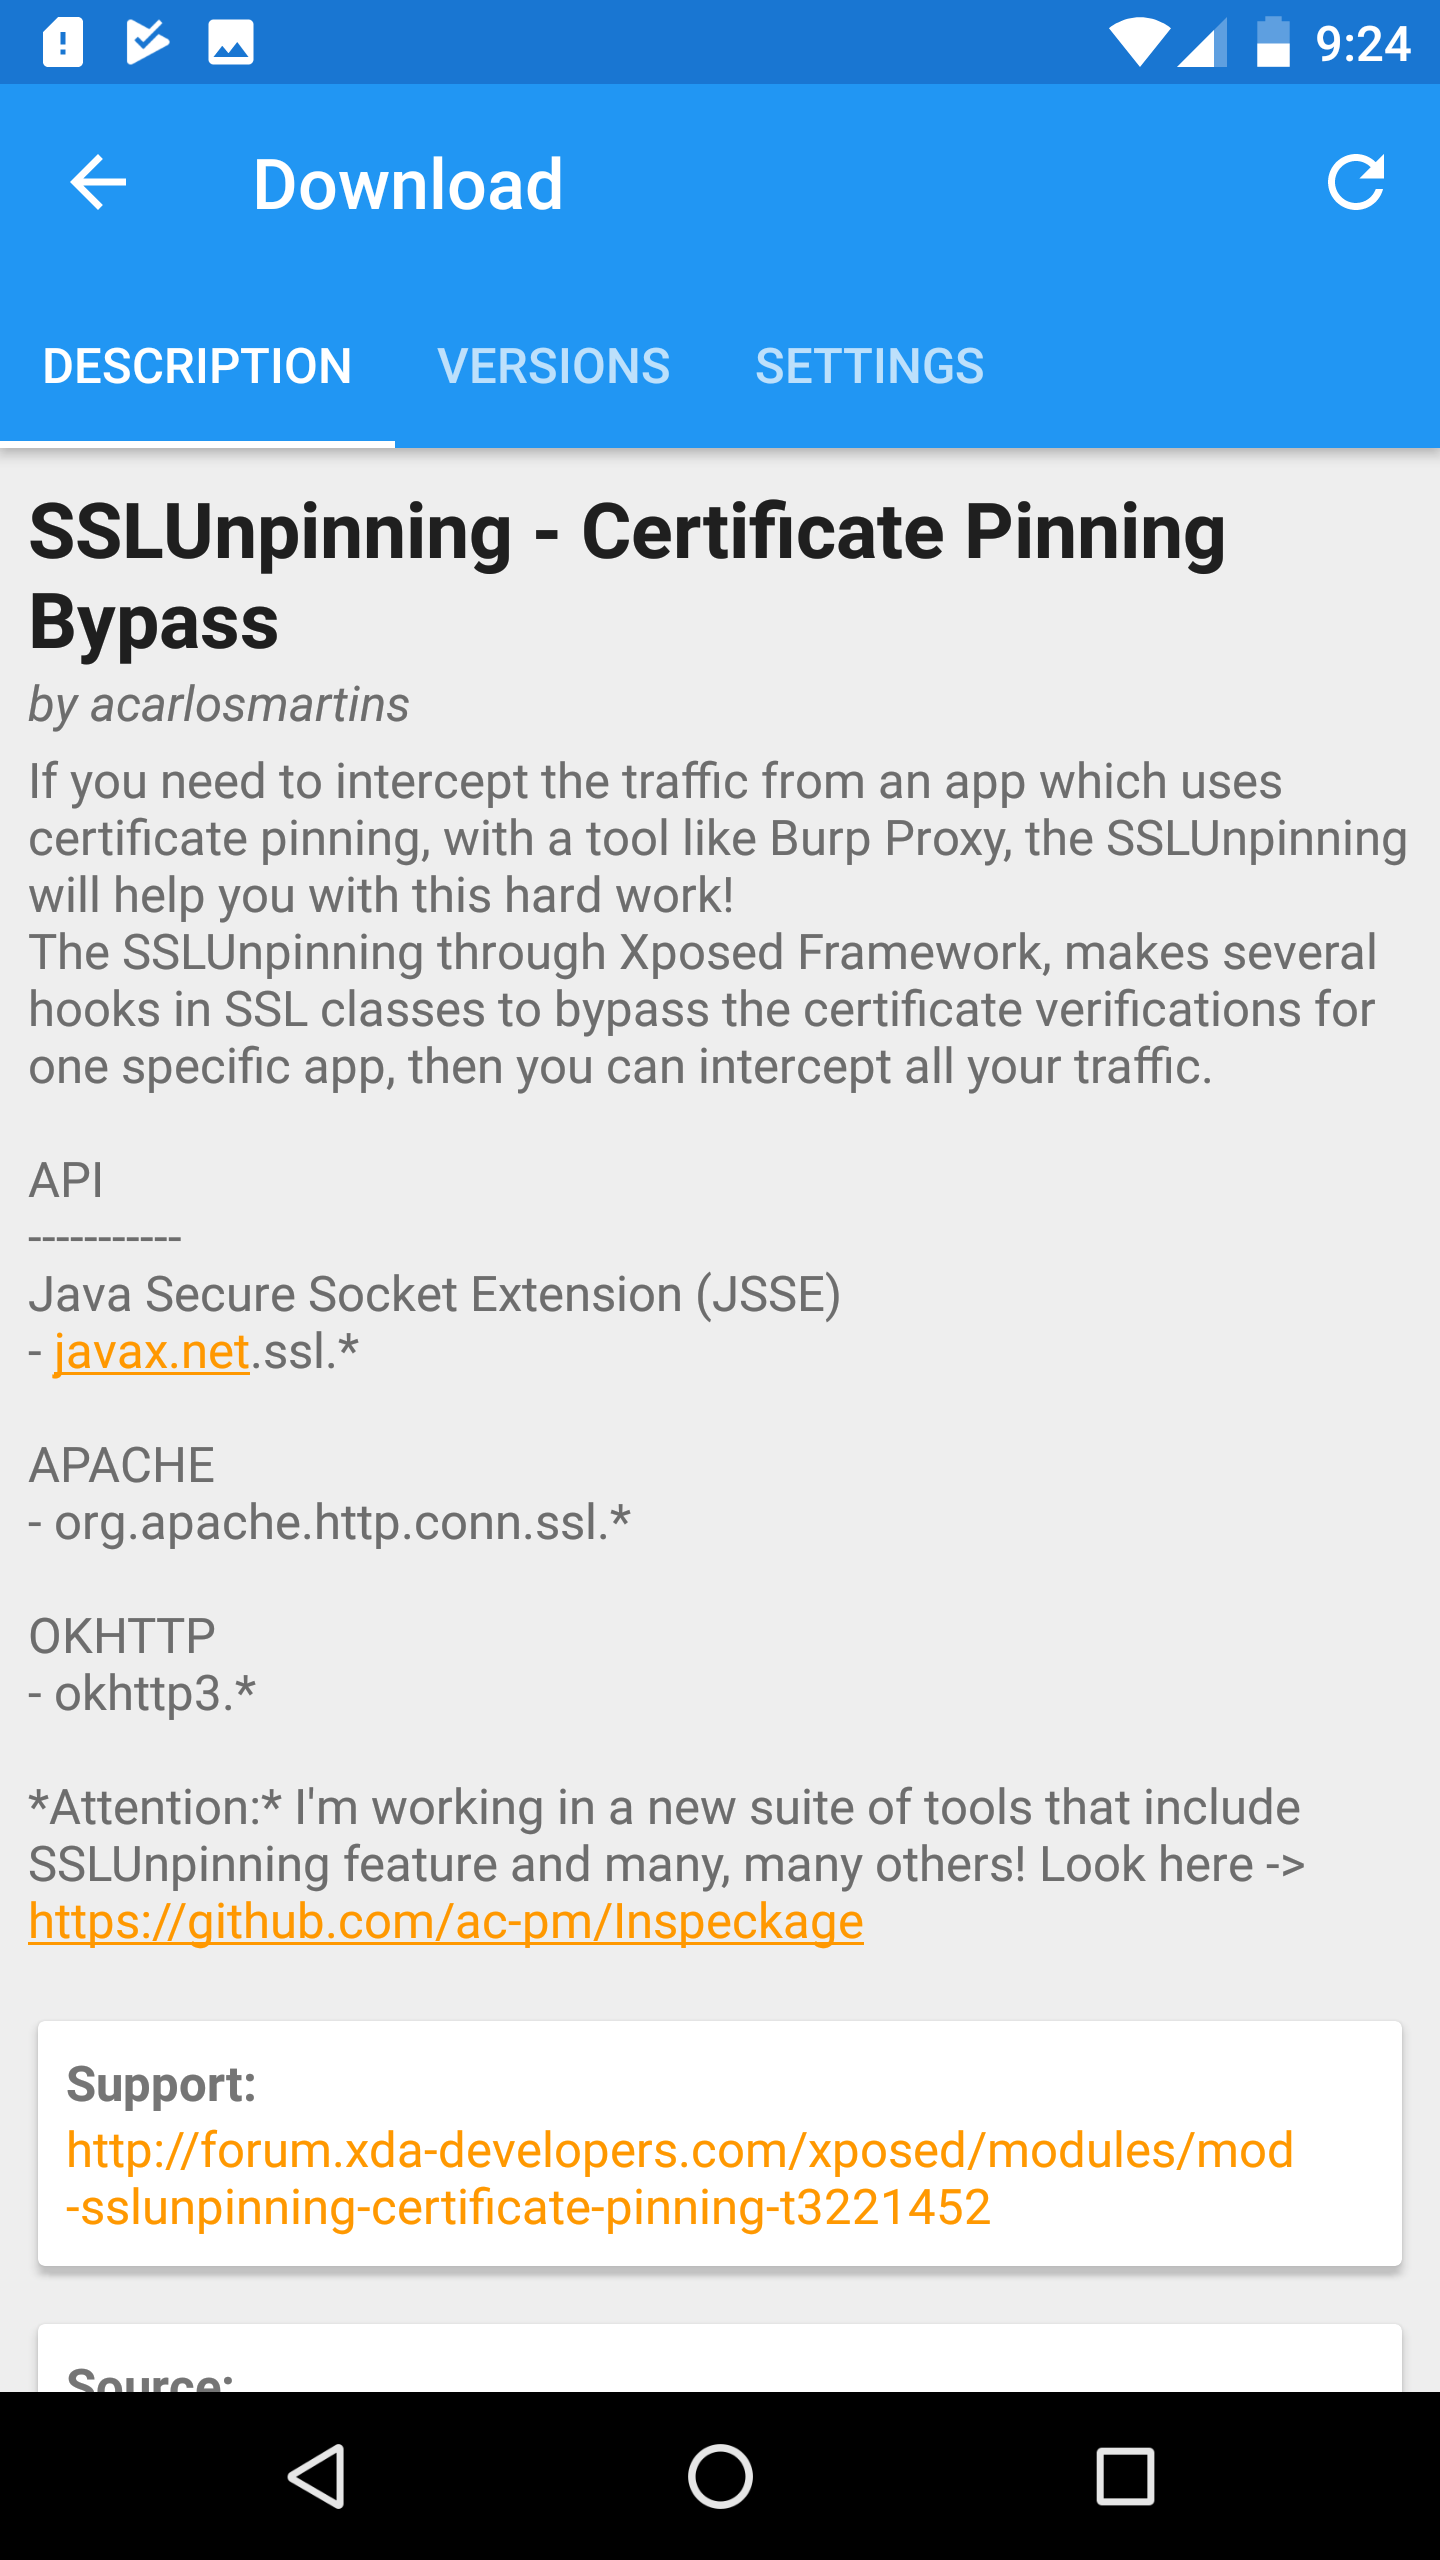 9:24
Download
DESCRIPTION VERSIONS SETTINGS
SSLUnpinning - Certificate Pinning
Bypass
by acarlosmartins
If you need to intercept the traffic from an app which uses
certificate pinning, with a tool like Burp Proxy, the SSLUnpinning
will help you with this hard work!
The SSLUnpinning through Xposed Framework, makes several
hooks in SSL classes to bypass the certificate verifications for
one specific app, then you can intercept all your traffic.
API
-----------
Java Secure Socket Extension (JSSE)
- javax.net.ssl.*
APACHE
- org.apache.http.conn.ssl.*
OKHTTP
- okhttp3.*
*Attention:* I'm working in a new suite of tools that include
SSLUnpinning feature and many, many others! Look here ->
https://github.com/ac-pm/Inspeckage
Support:
http://forum.xda-developers.com/xposed/modules/mod
-sslunpinning-certificate-pinning-t3221452
Source: